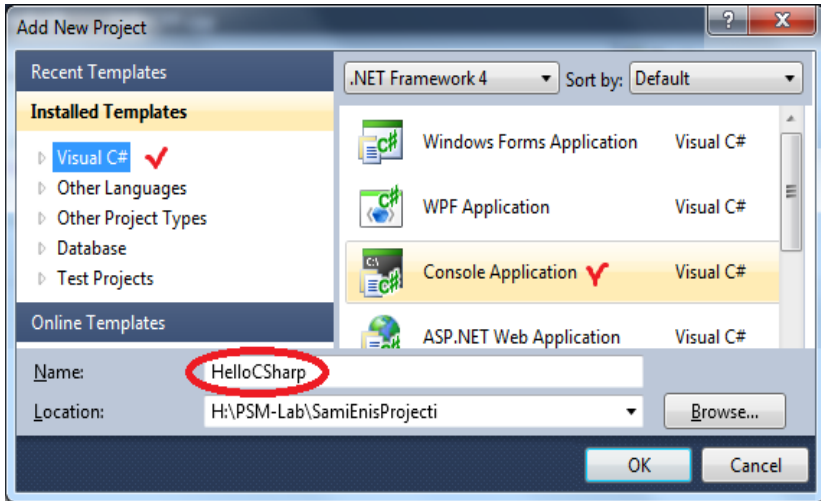 Add New Project
?
Recent Templates
.NET Framework 4
Sort by:
Default
Installed Templates
Visual C#
Other Languages
Other Project Types
Database
Test Projects
Online Templates
C#
Windows Forms Application
Visual C#
C#
WPF Application
Visual C#
C:\
C#
Console Application
Visual C#
C#
ASP.NET Web Application
Visual C#
Name:
HelloCSharp
Location:
H:\PSM-Lab\SamiEnisProjecti
Browse...
OK
Cancel